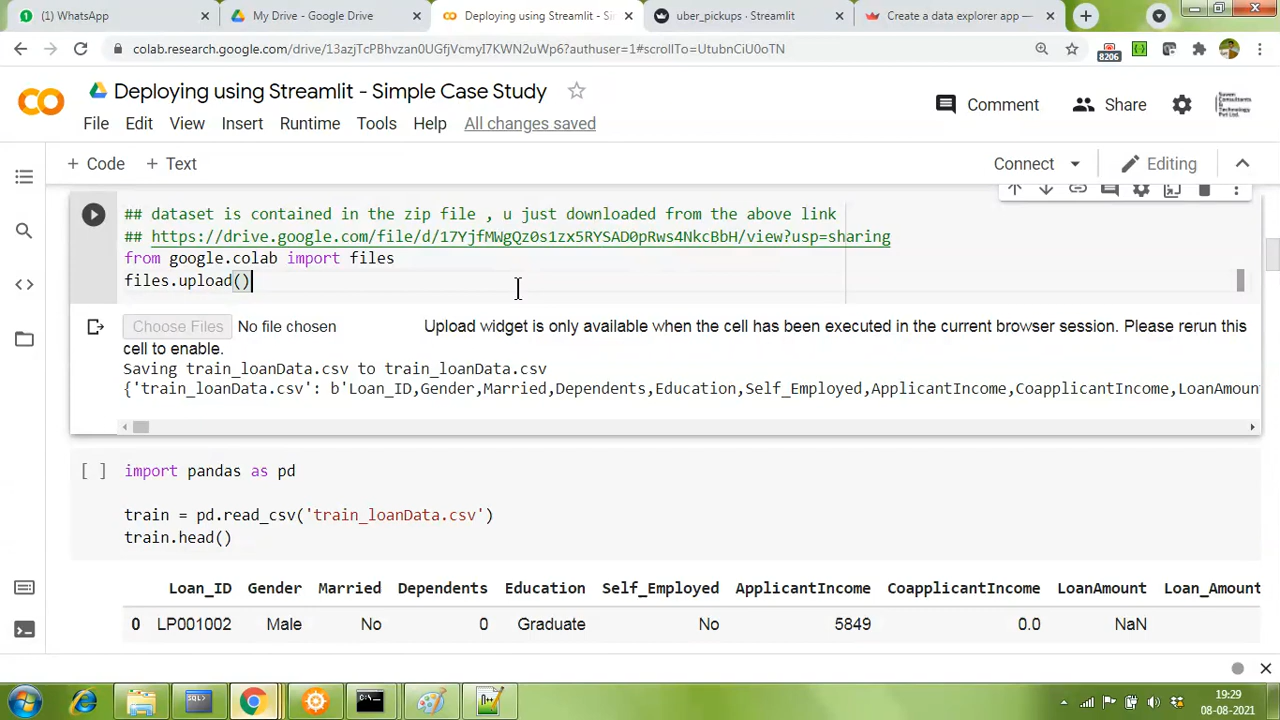 WhatsApp
My Drive - Google Drive
Deploying using Streamlit - Si
uber_pickups · Streamlit
Create a data explorer app —
colab.research.google.com/drive/13azjTcPBhvzan0UGfjVcnyI7KWN2uWp6?authuser=1#scrollTo=UtubnCiU0oTN
8206
Deploying using Streamlit - Simple Case Study
Comment
Share
Saven
Consultants &
Technology
Pvt Ltd.
File Edit View Insert Runtime Tools Help All changes saved
+ Code + Text
Connect
Editing
## dataset is contained in the zip file , u just downloaded from the above link
## https://drive.google.com/file/d/17YjfMWgQz0s1zx5RYSAD0pRws4NkcBbH/view?usp=sharing
from google.colab import files
files.upload()
Choose Files No file chosen Upload widget is only available when the cell has been executed in the current browser session. Please rerun this
cell to enable.
Saving train_loanData.csv to train_loanData.csv
{'train_loanData.csv': b'Loan_ID,Gender,Married,Dependents,Education,Self_Employed,ApplicantIncome,CoapplicantIncome,LoanAmoun
[ ] import pandas as pd
train = pd.read_csv('train_loanData.csv')
train.head()
Loan_ID Gender Married Dependents Education Self_Employed ApplicantIncome CoapplicantIncome LoanAmount Loan_Amount
0 LP001002 Male No 0 Graduate No 5849 0.0 NaN
19:29
08-08-2021